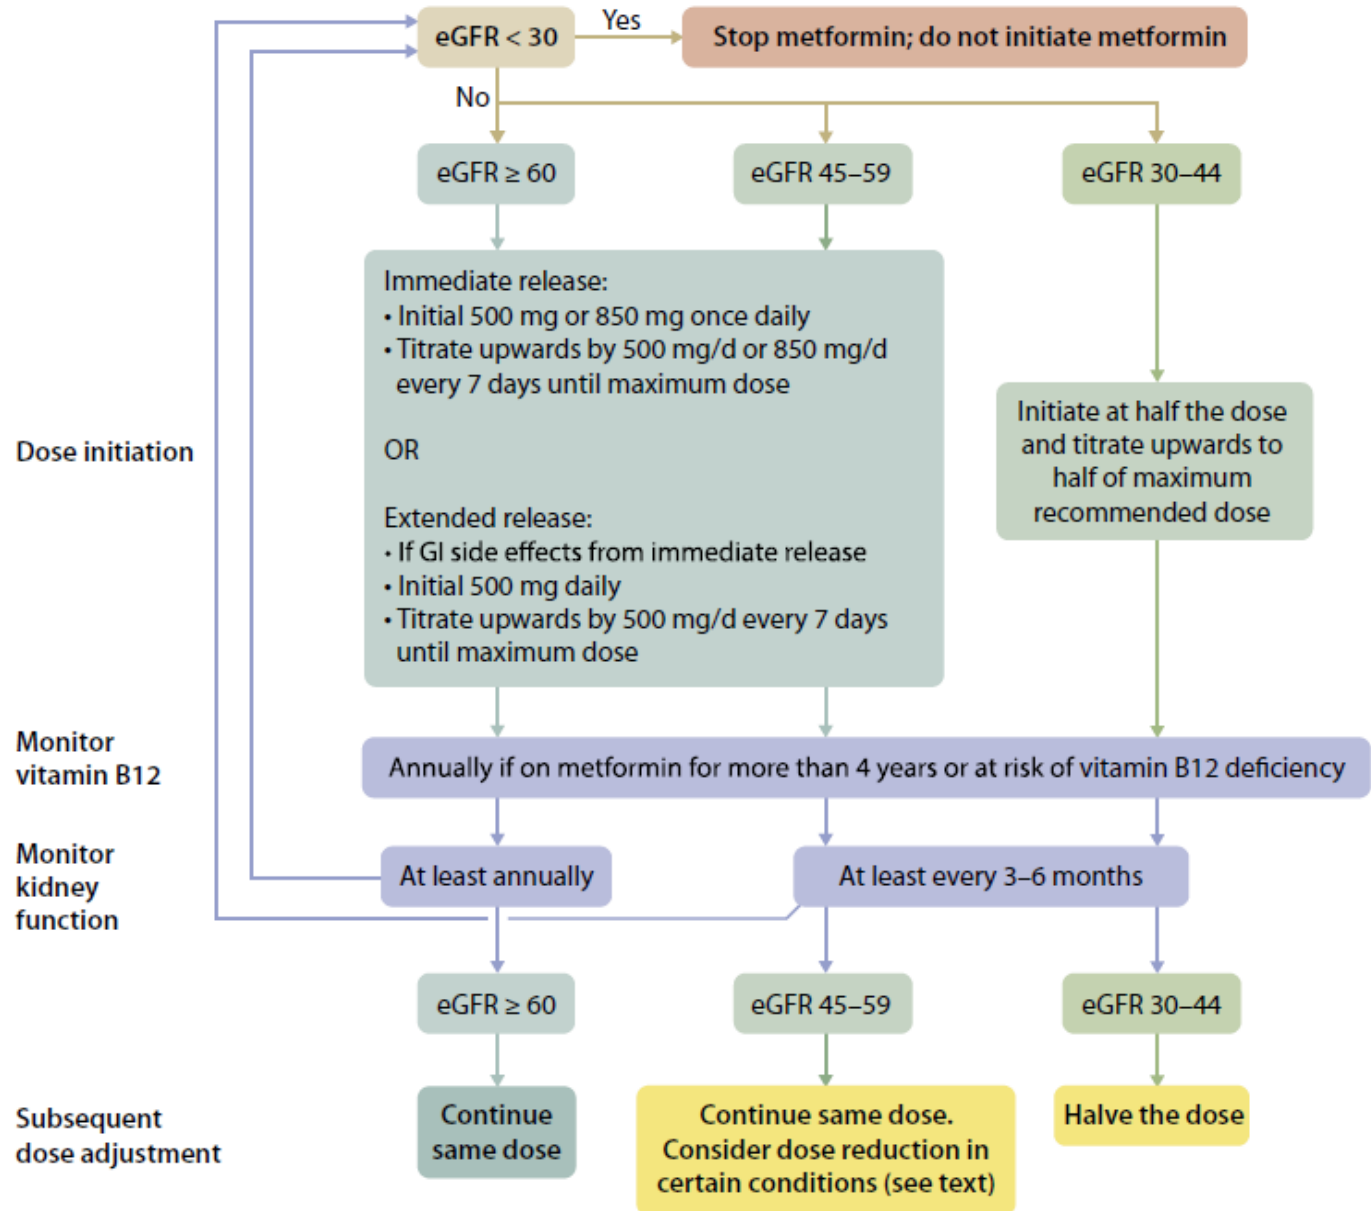 eGFR < 30
Yes
Stop metformin; do not initiate metformin
No
eGFR ≥ 60
eGFR 45–59
eGFR 30–44
Dose initiation
Immediate release:
• Initial 500 mg or 850 mg once daily
• Titrate upwards by 500 mg/d or 850 mg/d
every 7 days until maximum dose
OR
Extended release:
• If GI side effects from immediate release
• Initial 500 mg daily
• Titrate upwards by 500 mg/d every 7 days
until maximum dose
Initiate at half the dose
and titrate upwards to
half of maximum
recommended dose
Monitor
vitamin B12
Annually if on metformin for more than 4 years or at risk of vitamin B12 deficiency
Monitor
kidney
function
At least annually
At least every 3–6 months
eGFR ≥ 60
eGFR 45–59
eGFR 30–44
Subsequent
dose adjustment
Continue
same dose
Continue same dose.
Consider dose reduction in
certain conditions (see text)
Halve the dose